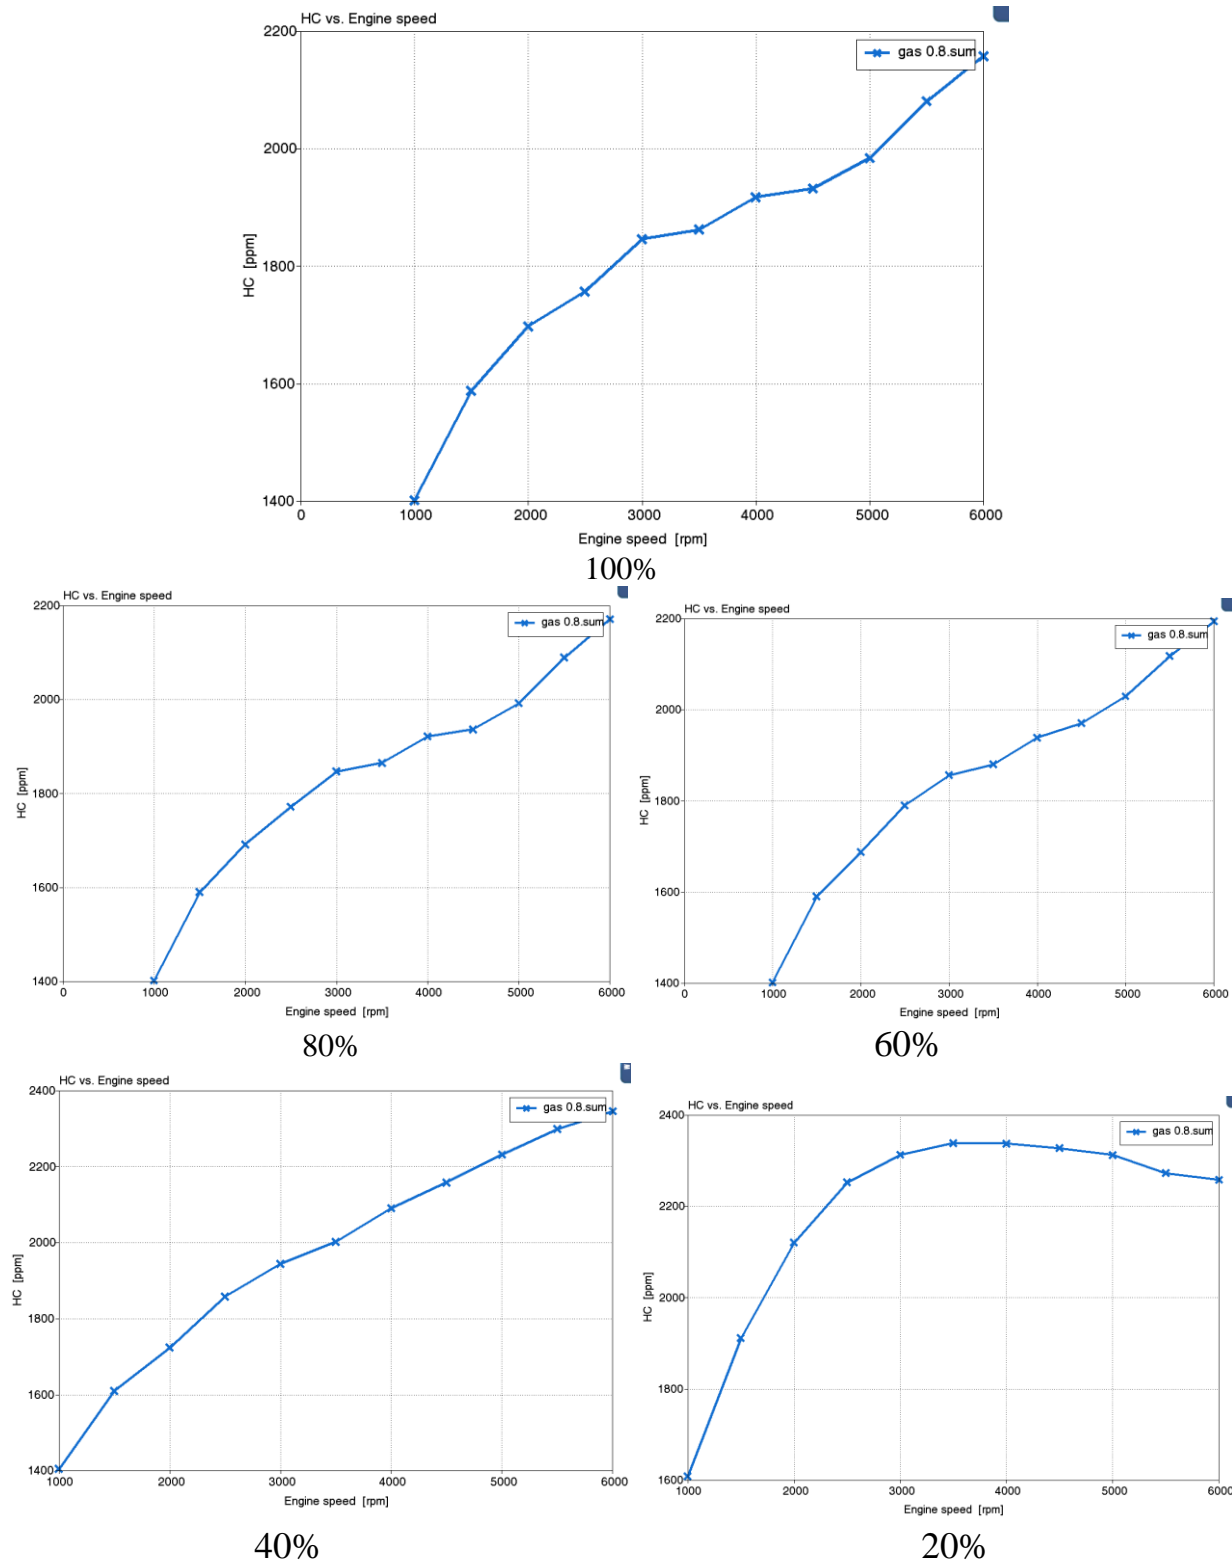 HC vs. Engine speed
2200
gas 0.8.sum
2000
1800
HC [ppm]
1600
1400
0 1000 2000 3000 4000 5000 6000
Engine speed [rpm]
100%
HC vs. Engine speed
2200
gas 0.8.sum
2000
1800
HC [ppm]
1600
1400
0 1000 2000 3000 4000 5000 6000
Engine speed [rpm]
80%
HC vs. Engine speed
2200
gas 0.8.sum
2000
1800
HC [ppm]
1600
1400
0 1000 2000 3000 4000 5000 6000
Engine speed [rpm]
60%
HC vs. Engine speed
2400
gas 0.8.sum
2200
2000
HC [ppm]
1800
1600
1400
1000 2000 3000 4000 5000 6000
Engine speed [rpm]
40%
HC vs. Engine speed
2400
gas 0.8.sum
2200
2000
HC [ppm]
1800
1600
1000 2000 3000 4000 5000 6000
Engine speed [rpm]
20%